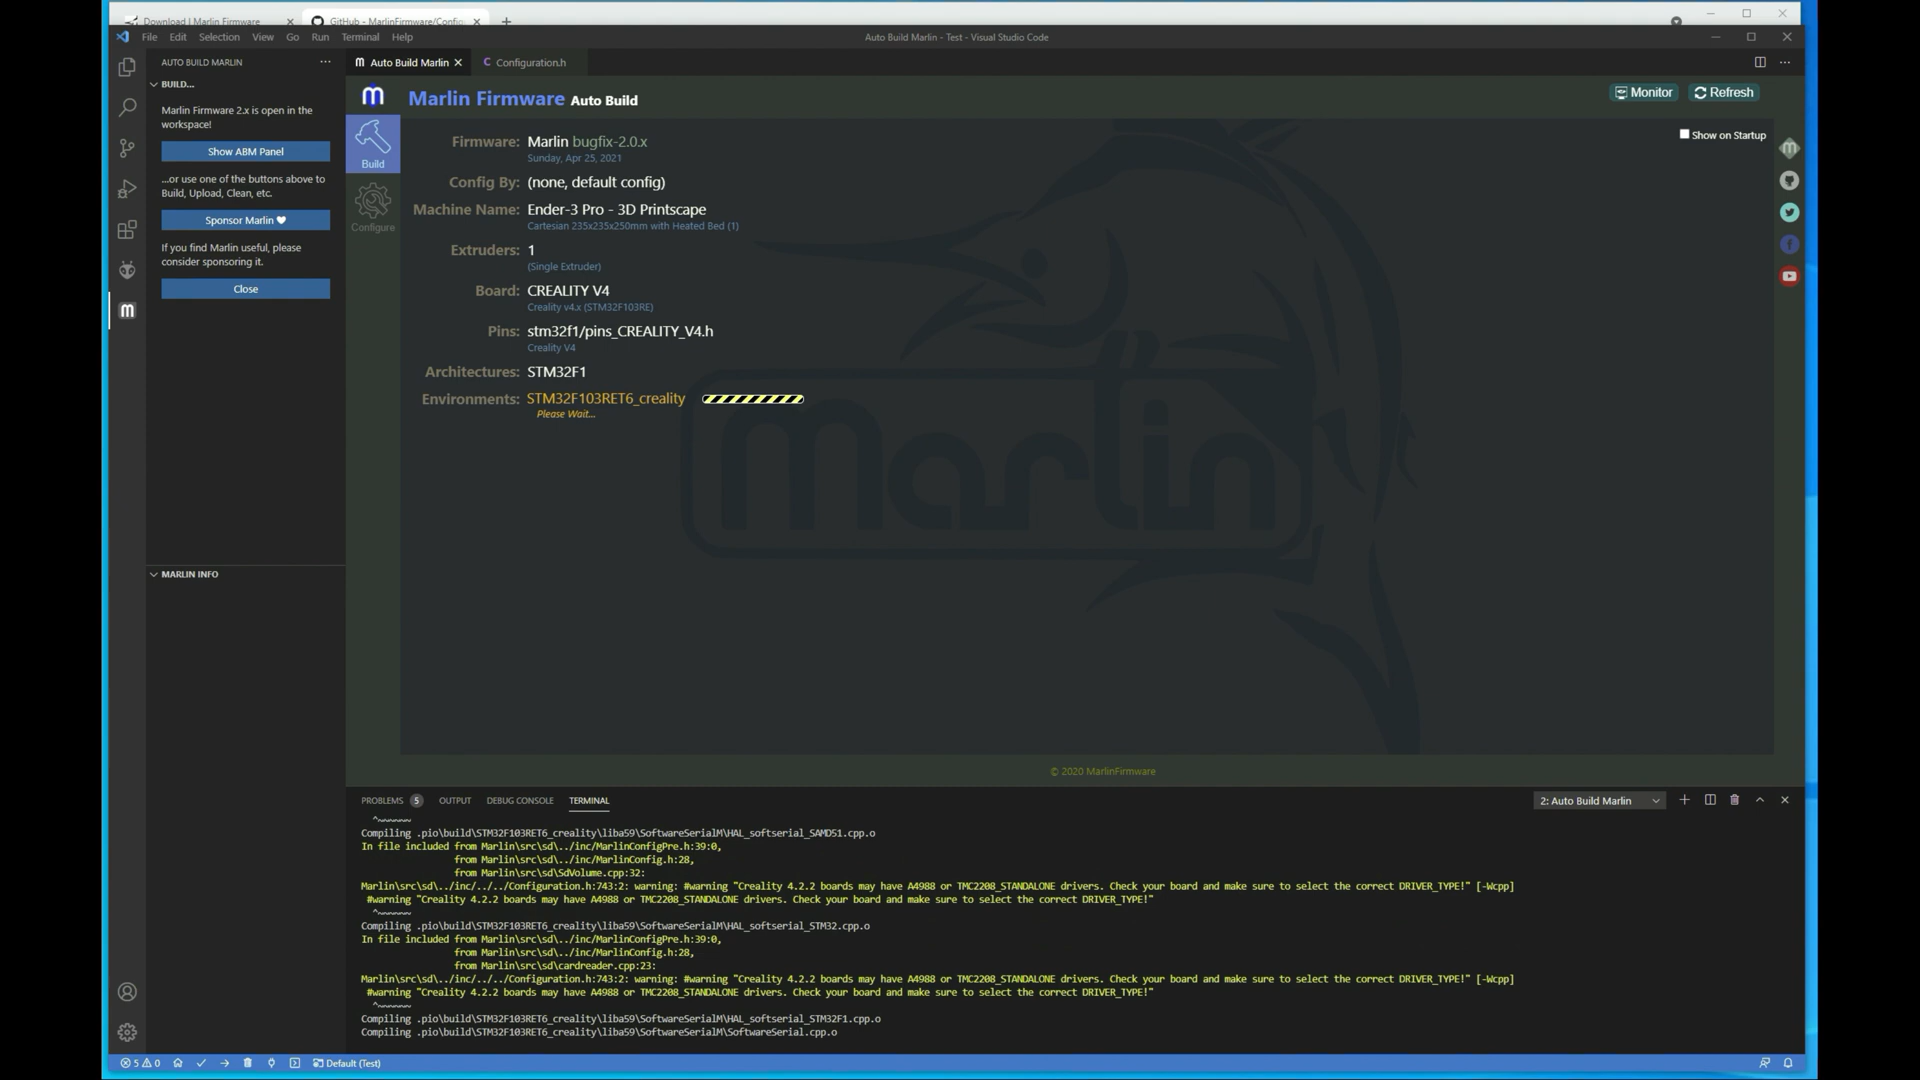 Download | Marlin Firmware
GitHub - MarlinFirmware/Config
File Edit Selection View Go Run Terminal Help
Auto Build Marlin - Test - Visual Studio Code
AUTO BUILD MARLIN
Auto Build Marlin
C Configuration.h
BUILD...
Marlin Firmware 2.x is open in the
workspace!
Show ABM Panel
...or use one of the buttons above to
Build, Upload, Clean, etc.
Sponsor Marlin
If you find Marlin useful, please
consider sponsoring it.
Close
MARLIN INFO
Build
Configure
Marlin Firmware Auto Build
Monitor
Refresh
Show on Startup
Firmware: Marlin bugfix-2.0.x
Sunday, Apr 25, 2021
Config By: (none, default config)
Machine Name: Ender-3 Pro - 3D Printscape
Cartesian 235x235x250mm with Heated Bed (1)
Extruders: 1
(Single Extruder)
Board: CREALITY V4
Creality v4.x (STM32F103RE)
Pins: stm32f1/pins_CREALITY_V4.h
Creality V4
Architectures: STM32F1
Environments: STM32F103RET6_creality
Please Wait...
Marlin
© 2020 MarlinFirmware
PROBLEMS 5 OUTPUT DEBUG CONSOLE TERMINAL
2: Auto Build Marlin
^~~~~~~
Compiling .pio\build\STM32F103RET6_creality\liba59\SoftwareSerialM\HAL_softserial_SAMD51.cpp.o
In file included from Marlin\src\sd\../inc/MarlinConfigPre.h:39:0,
from Marlin\src\sd\../inc/MarlinConfig.h:28,
from Marlin\src\sd\SdVolume.cpp:32:
Marlin\src\sd\../inc/../../Configuration.h:743:2: warning: #warning "Creality 4.2.2 boards may have A4988 or TMC2208_STANDALONE drivers. Check your board and make sure to select the correct DRIVER_TYPE!" [-Wcpp]
#warning "Creality 4.2.2 boards may have A4988 or TMC2208_STANDALONE drivers. Check your board and make sure to select the correct DRIVER_TYPE!"
^~~~~~~
Compiling .pio\build\STM32F103RET6_creality\liba59\SoftwareSerialM\HAL_softserial_STM32.cpp.o
In file included from Marlin\src\sd\../inc/MarlinConfigPre.h:39:0,
from Marlin\src\sd\../inc/MarlinConfig.h:28,
from Marlin\src\sd\cardreader.cpp:23:
Marlin\src\sd\../inc/../../Configuration.h:743:2: warning: #warning "Creality 4.2.2 boards may have A4988 or TMC2208_STANDALONE drivers. Check your board and make sure to select the correct DRIVER_TYPE!" [-Wcpp]
#warning "Creality 4.2.2 boards may have A4988 or TMC2208_STANDALONE drivers. Check your board and make sure to select the correct DRIVER_TYPE!"
^~~~~~~
Compiling .pio\build\STM32F103RET6_creality\liba59\SoftwareSerialM\HAL_softserial_STM32F1.cpp.o
Compiling .pio\build\STM32F103RET6_creality\liba59\SoftwareSerialM\SoftwareSerial.cpp.o
5 0 Default (Test)